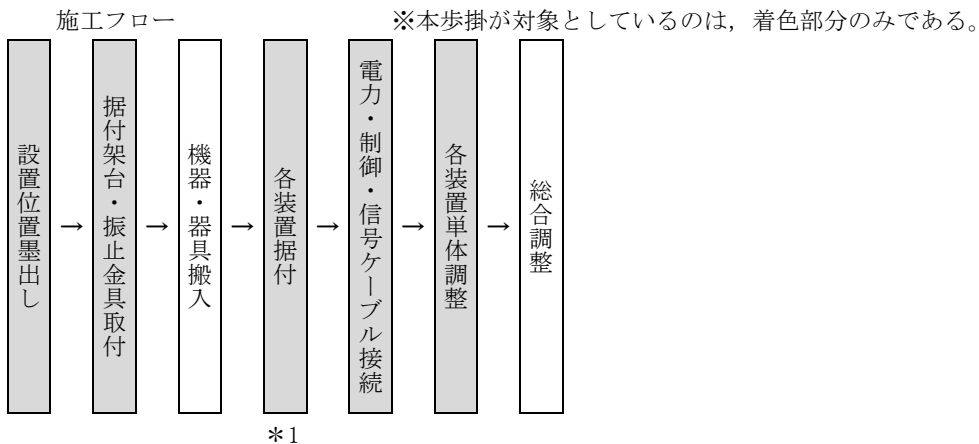 施工フロー
※本歩掛が対象としているのは，着色部分のみである。
設置位置墨出し
→
据付架台・振止金具取付
→
機器・器具搬入
→
各装置据付
→
電力・制御・信号ケーブル接続
→
各装置単体調整
→
総合調整
＊1